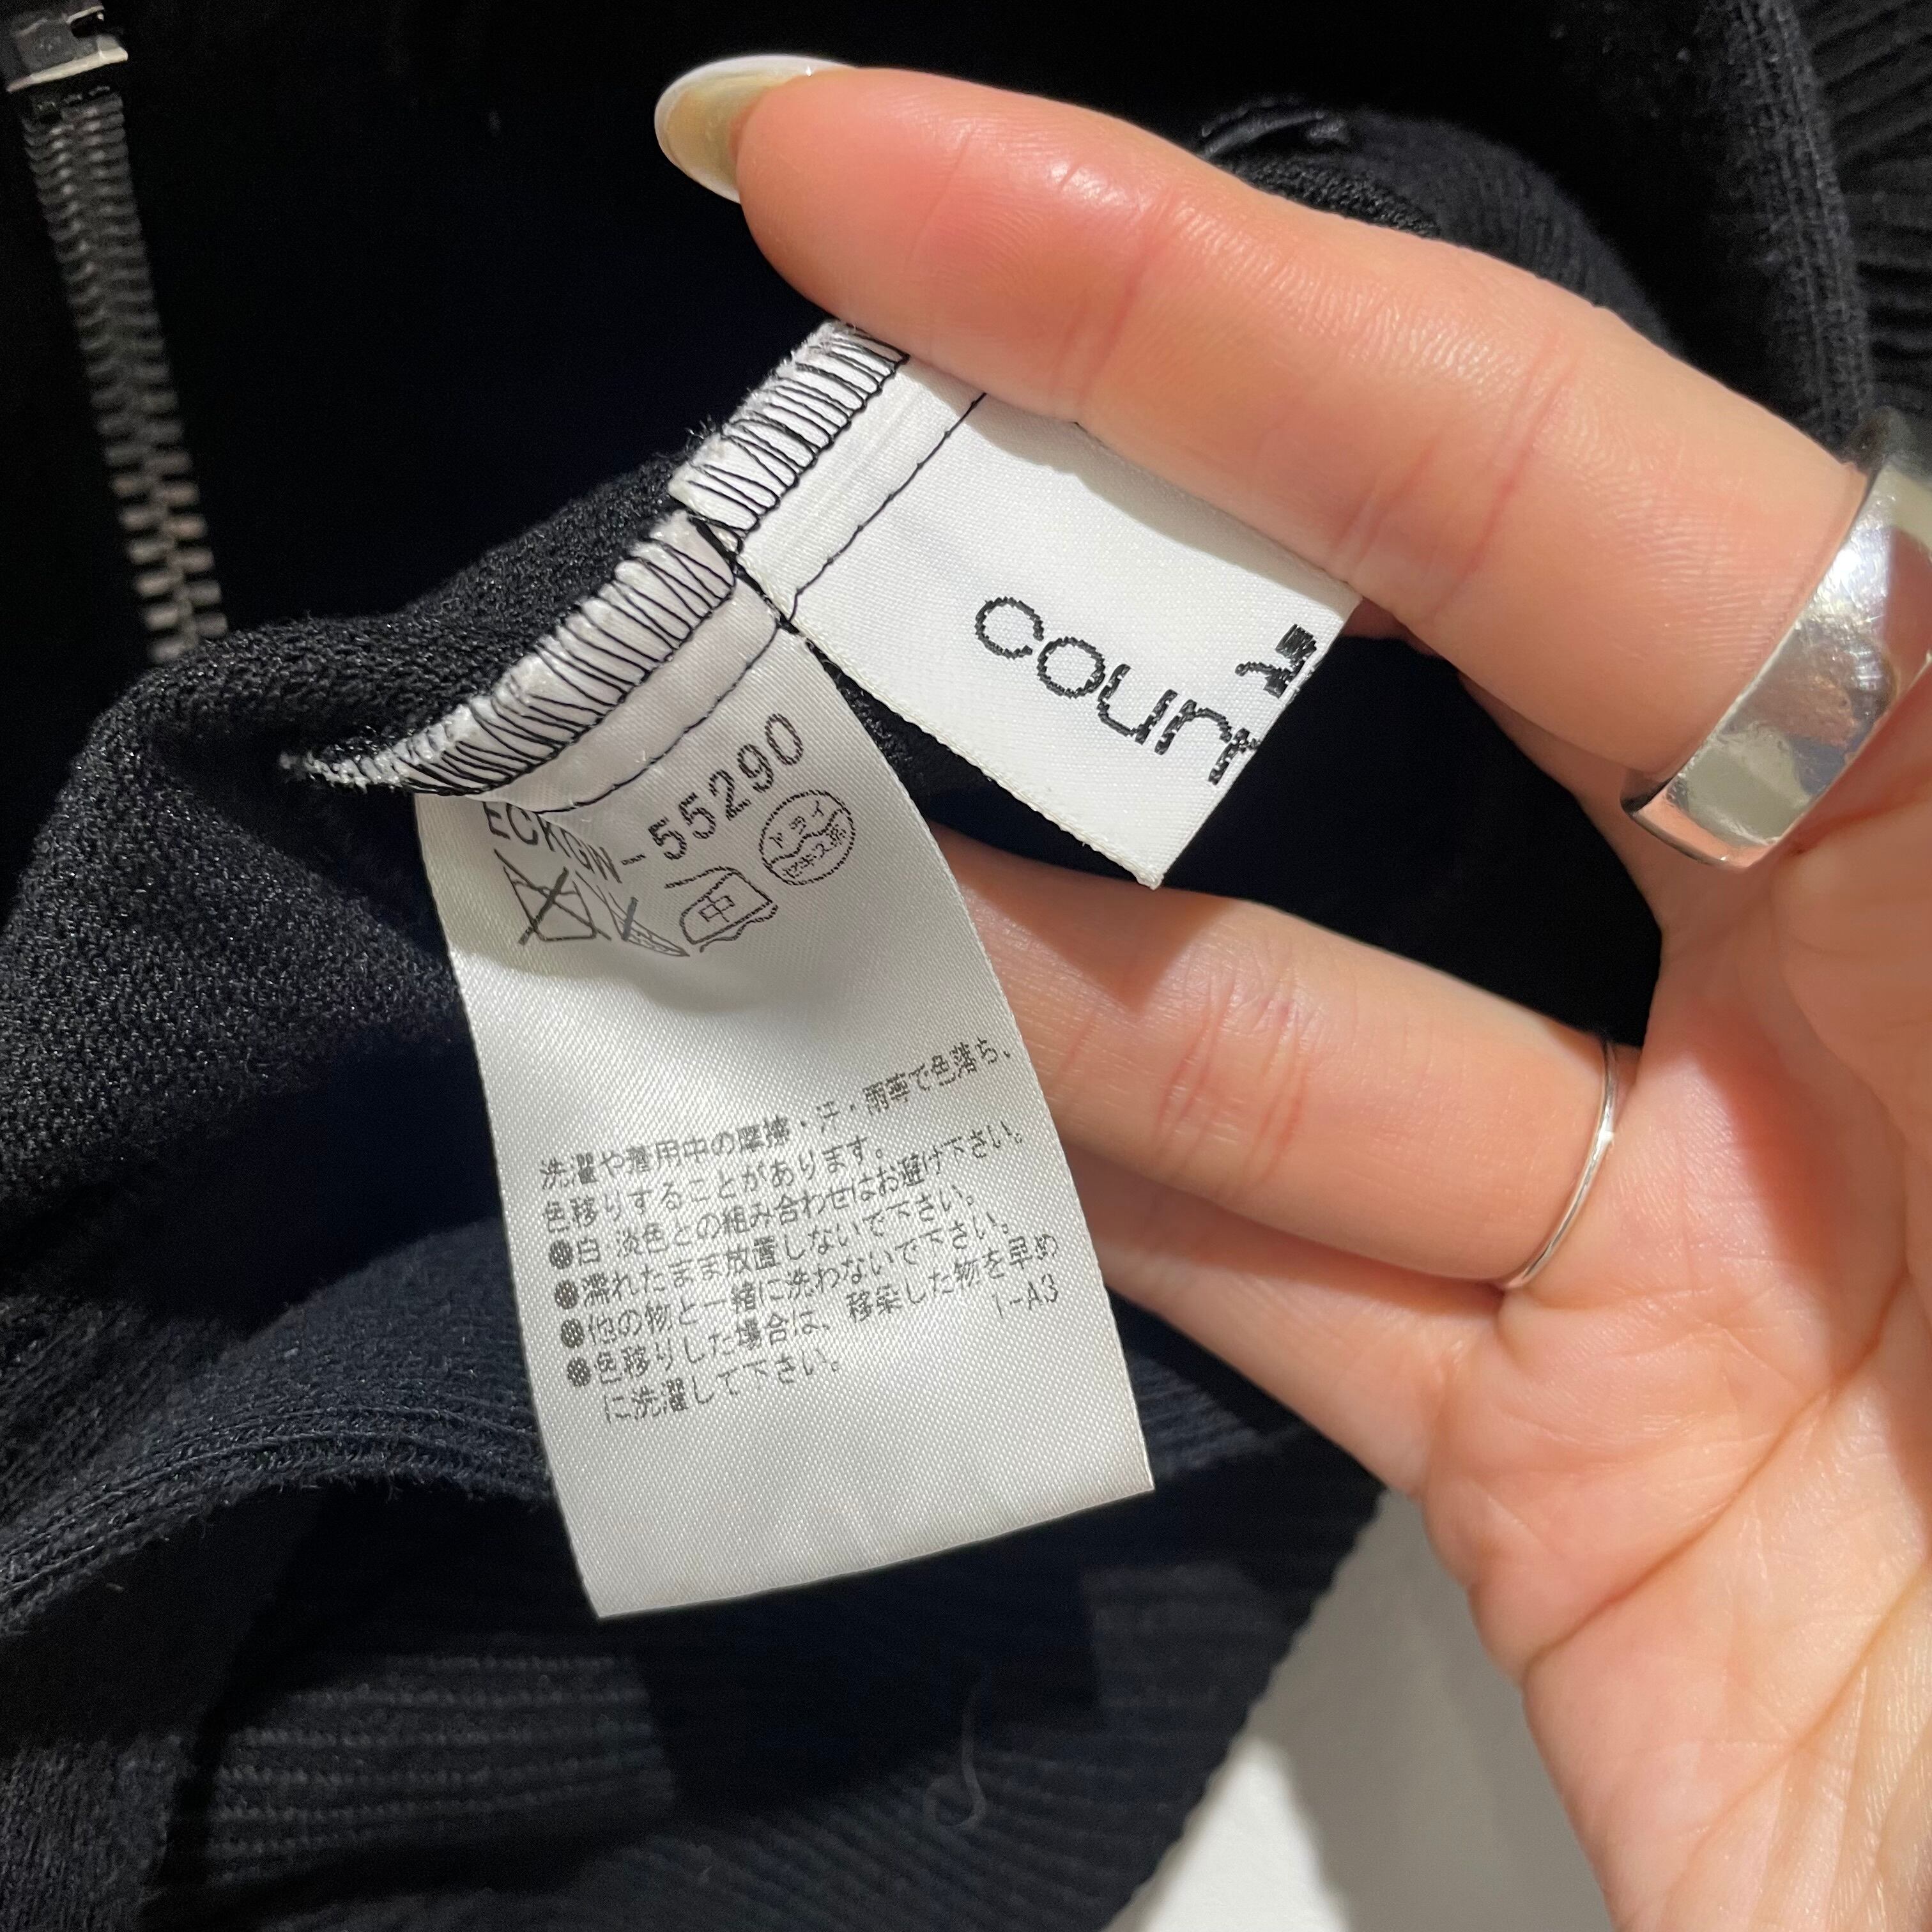 ECKGW-55290
中
ドライ
セキユ系
洗濯や着用中の摩擦・汗・雨等で色落ち、
色移りすることがあります。
●白・淡色との組み合わせはお避け下さい。
●濡れたまま放置しないで下さい。
●他の物と一緒に洗わないで下さい。
●色移りした場合は、移染した物を早め
に洗濯して下さい。
1-A3